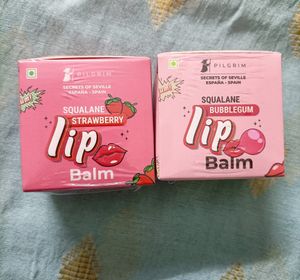 PILGRIM
SECRETS OF SEVILLE
ESPAÑA - SPAIN
SQUALANE
STRAWBERRY
lip
Balm
PILGRIM
SECRETS OF SEVILLE
ESPAÑA - SPAIN
SQUALANE
BUBBLEGUM
lip
Balm